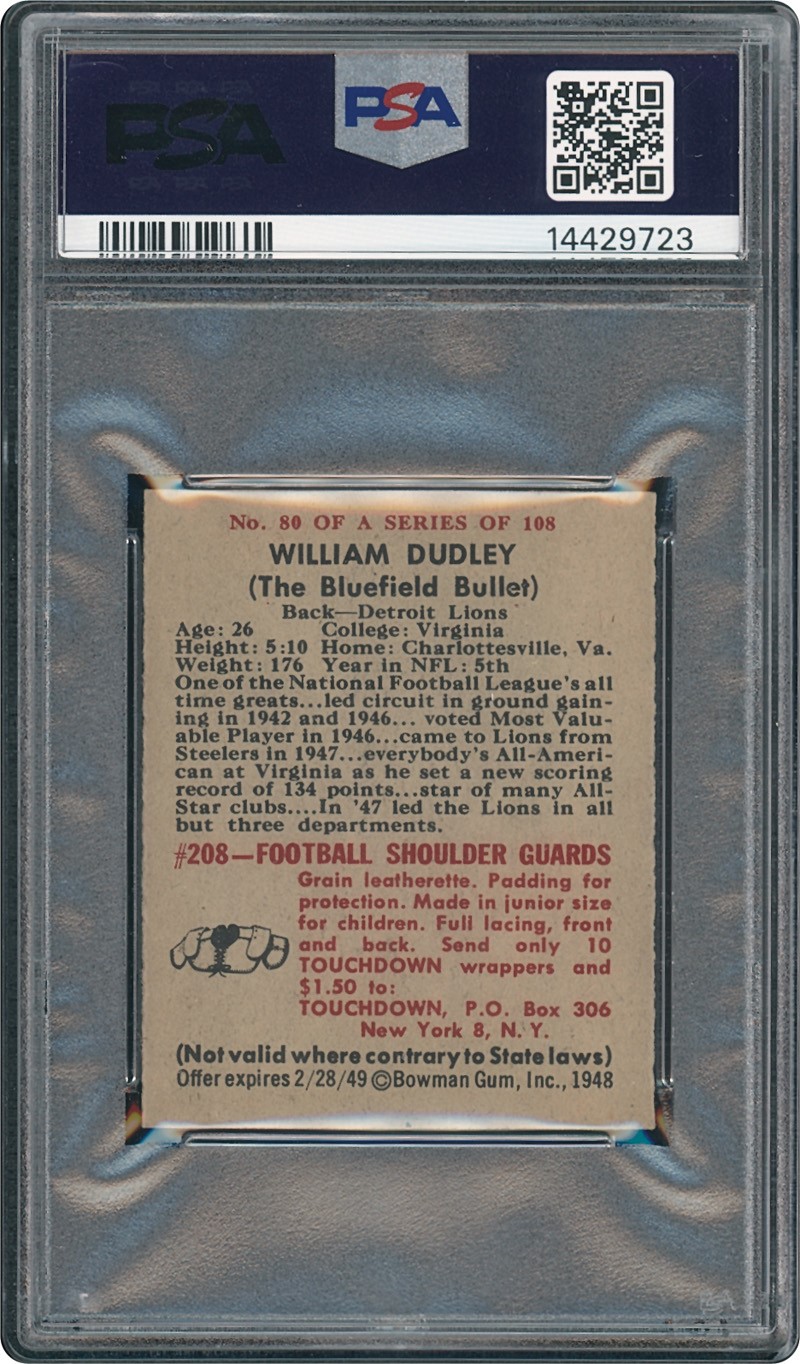 PSA
PSA
14429723
No. 80 OF A SERIES OF 108
WILLIAM DUDLEY
(The Bluefield Bullet)
Back—Detroit Lions
Age: 26 College: Virginia
Height: 5:10 Home: Charlottesville, Va.
Weight: 176 Year in NFL: 5th
One of the National Football League's all
time greats...led circuit in ground gain-
ing in 1942 and 1946... voted Most Valu-
able Player in 1946...came to Lions from
Steelers in 1947...everybody's All-Ameri-
can at Virginia as he set a new scoring
record of 134 points...star of many All-
Star clubs....In '47 led the Lions in all
but three departments.
#208—FOOTBALL SHOULDER GUARDS
Grain leatherette. Padding for
protection. Made in junior size
for children. Full lacing, front
and back. Send only 10
TOUCHDOWN wrappers and
$1.50 to:
TOUCHDOWN, P.O. Box 306
New York 8, N. Y.
(Not valid where contrary to State laws)
Offer expires 2/28/49 ©Bowman Gum, Inc., 1948